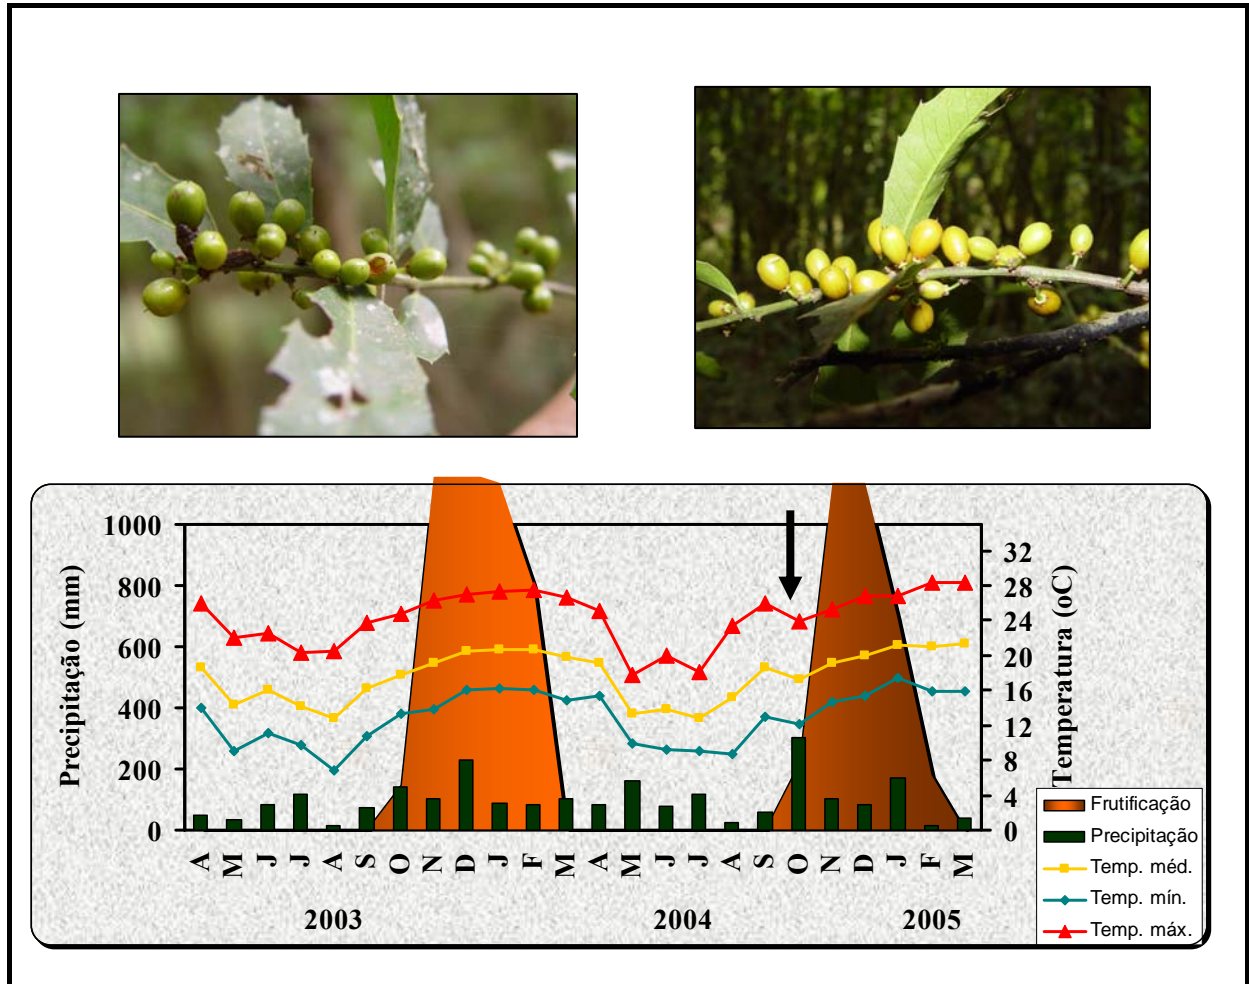 1000
800
600
400
200
0
Precipitação (mm)
32
28
24
20
16
12
8
4
0
Temperatura (oC)
A M J J A S O N D J F M A M J J A S O N D J F M
2003 2004 2005
Frutificação
Precipitação
Temp. méd.
Temp. mín.
Temp. máx.